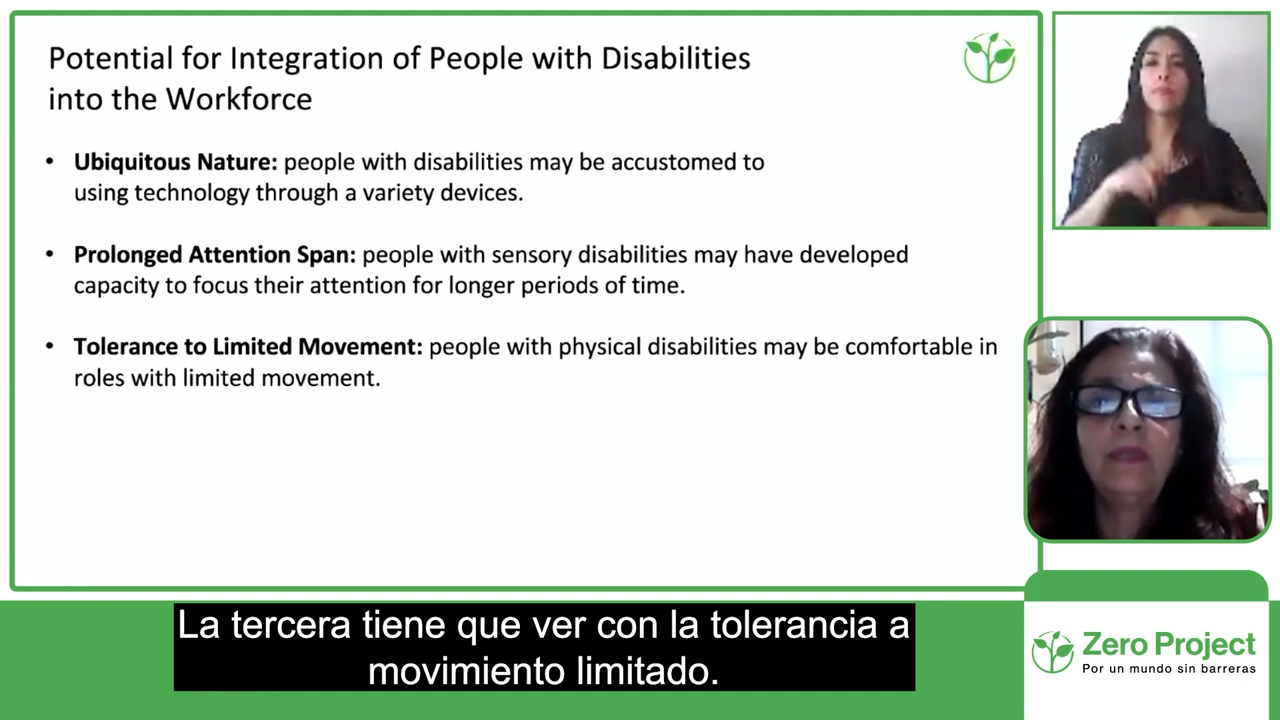 Potential for Integration of People with Disabilities
into the Workforce
• Ubiquitous Nature: people with disabilities may be accustomed to
using technology through a variety devices.
• Prolonged Attention Span: people with sensory disabilities may have developed
capacity to focus their attention for longer periods of time.
• Tolerance to Limited Movement: people with physical disabilities may be comfortable in
roles with limited movement.
La tercera tiene que ver con la tolerancia a
movimiento limitado.
Zero Project
Por un mundo sin barreras